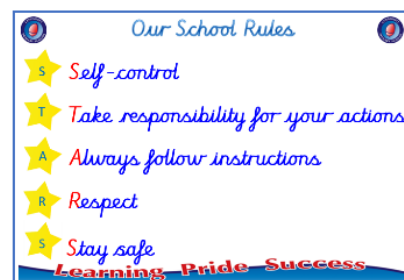 Our School Rules
S Self-control
T Take responsibility for your actions
A Always follow instructions
R Respect
S Stay safe
Learning Pride Success